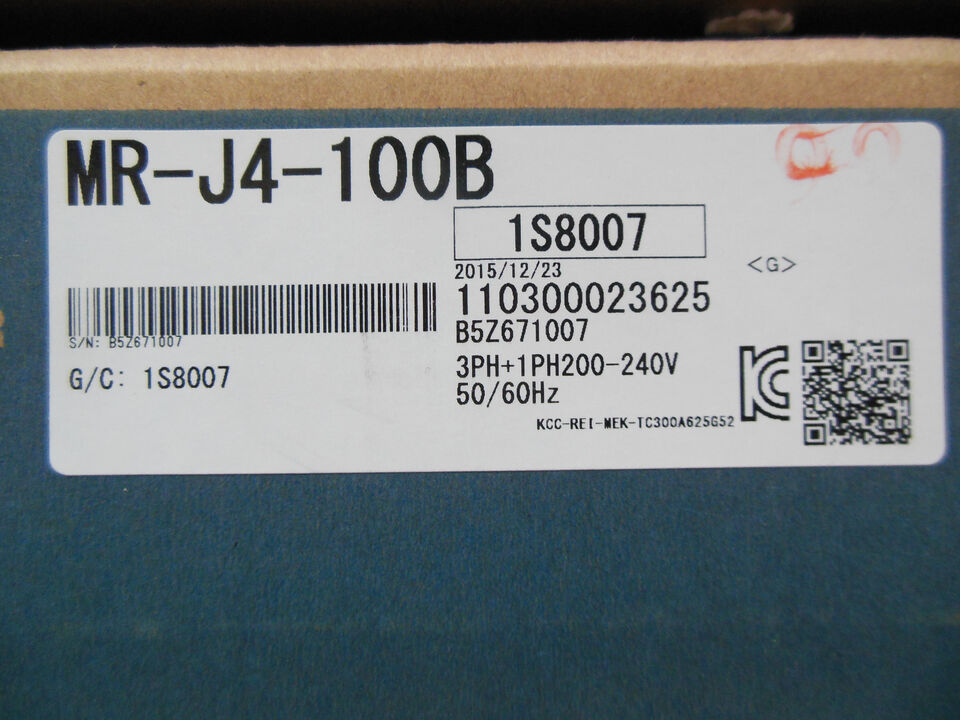 MR-J4-100B
1S8007
2015/12/23
<G>
110300023625
B5Z671007
S/N: B5Z671007
G/C: 1S8007
3PH+1PH200-240V
50/60Hz
KCC-REI-MEK-TC300A625G52